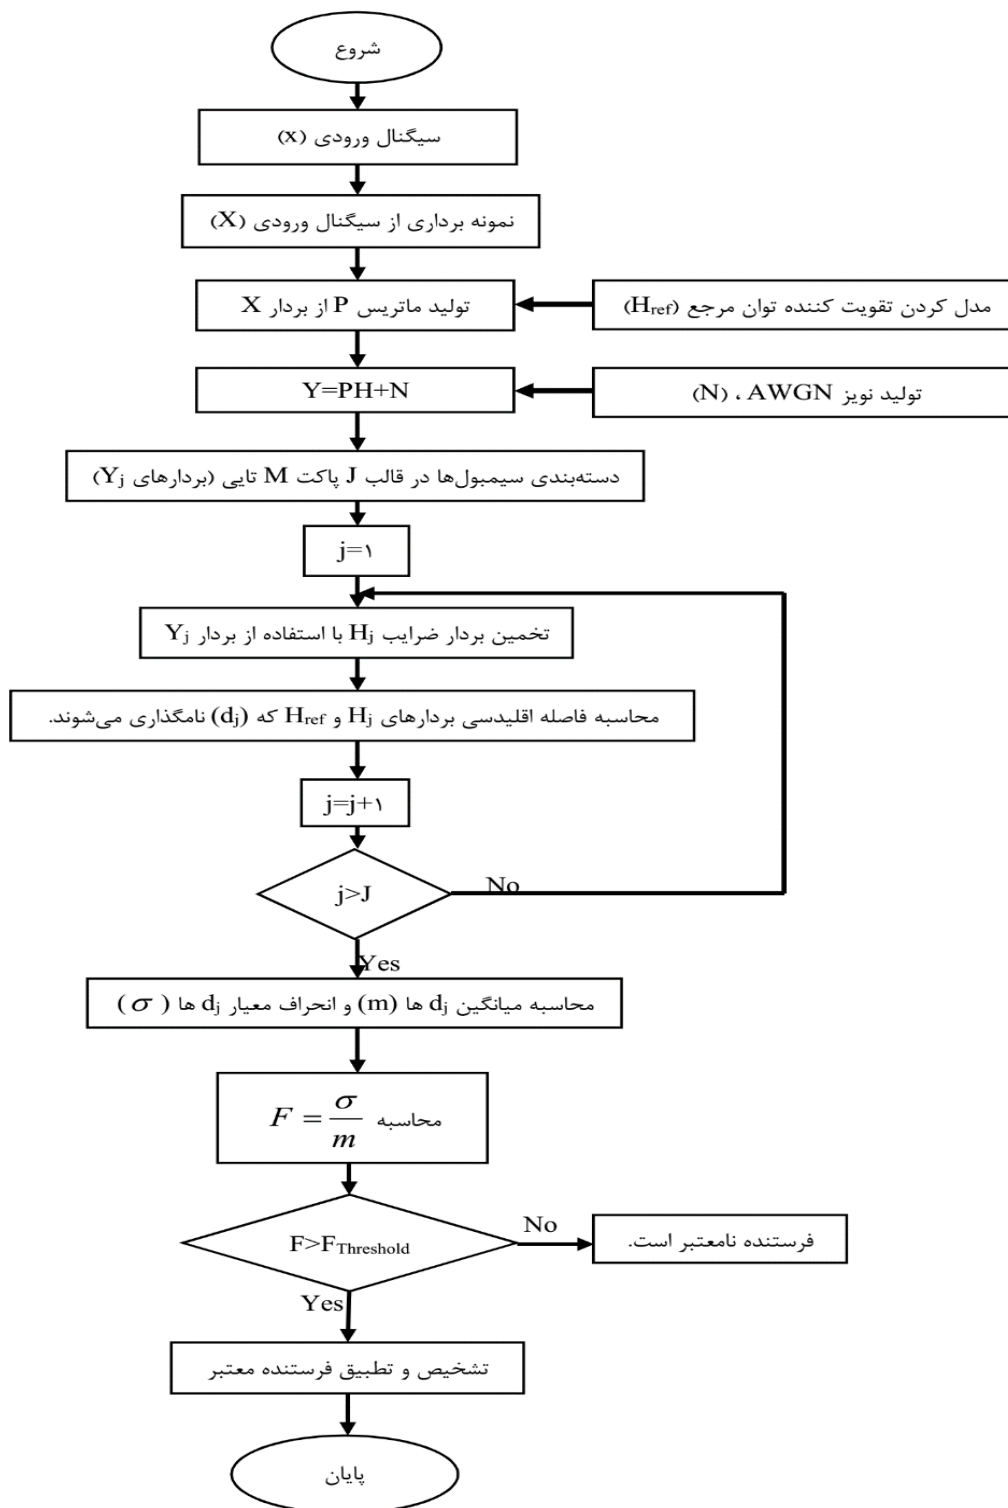 شروع
سیگنال ورودی (x)
نمونه برداری از سیگنال ورودی (X)
تولید ماتریس P از بردار X
مدل کردن تقویت کننده توان مرجع (Href)
Y=PH+N
تولید نویز AWGN ، (N)
دسته‌بندی سیمبول‌ها در قالب J پاکت M تایی (بردارهای Yj)
j=۱
تخمین بردار ضرایب Hj با استفاده از بردار Yj
محاسبه فاصله اقلیدسی بردارهای Hj و Href که (dj) نامگذاری می‌شوند.
j=j+۱
j>J
No
Yes
محاسبه میانگین dj ها (m) و انحراف معیار dj ها (σ)
محاسبه F = σ/m
F>FThreshold
No
فرستنده نامعتبر است.
Yes
تشخیص و تطبیق فرستنده معتبر
پایان